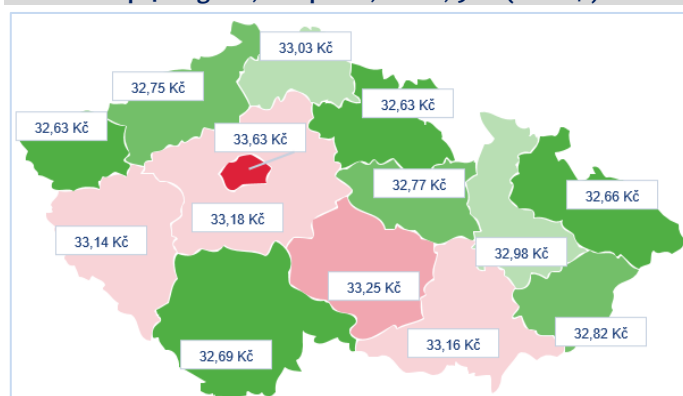 33,03 Kč
32,75 Kč
32,63 Kč
32,63 Kč
33,63 Kč
32,77 Kč
32,66 Kč
33,18 Kč
33,14 Kč
32,98 Kč
33,25 Kč
32,82 Kč
33,16 Kč
32,69 Kč